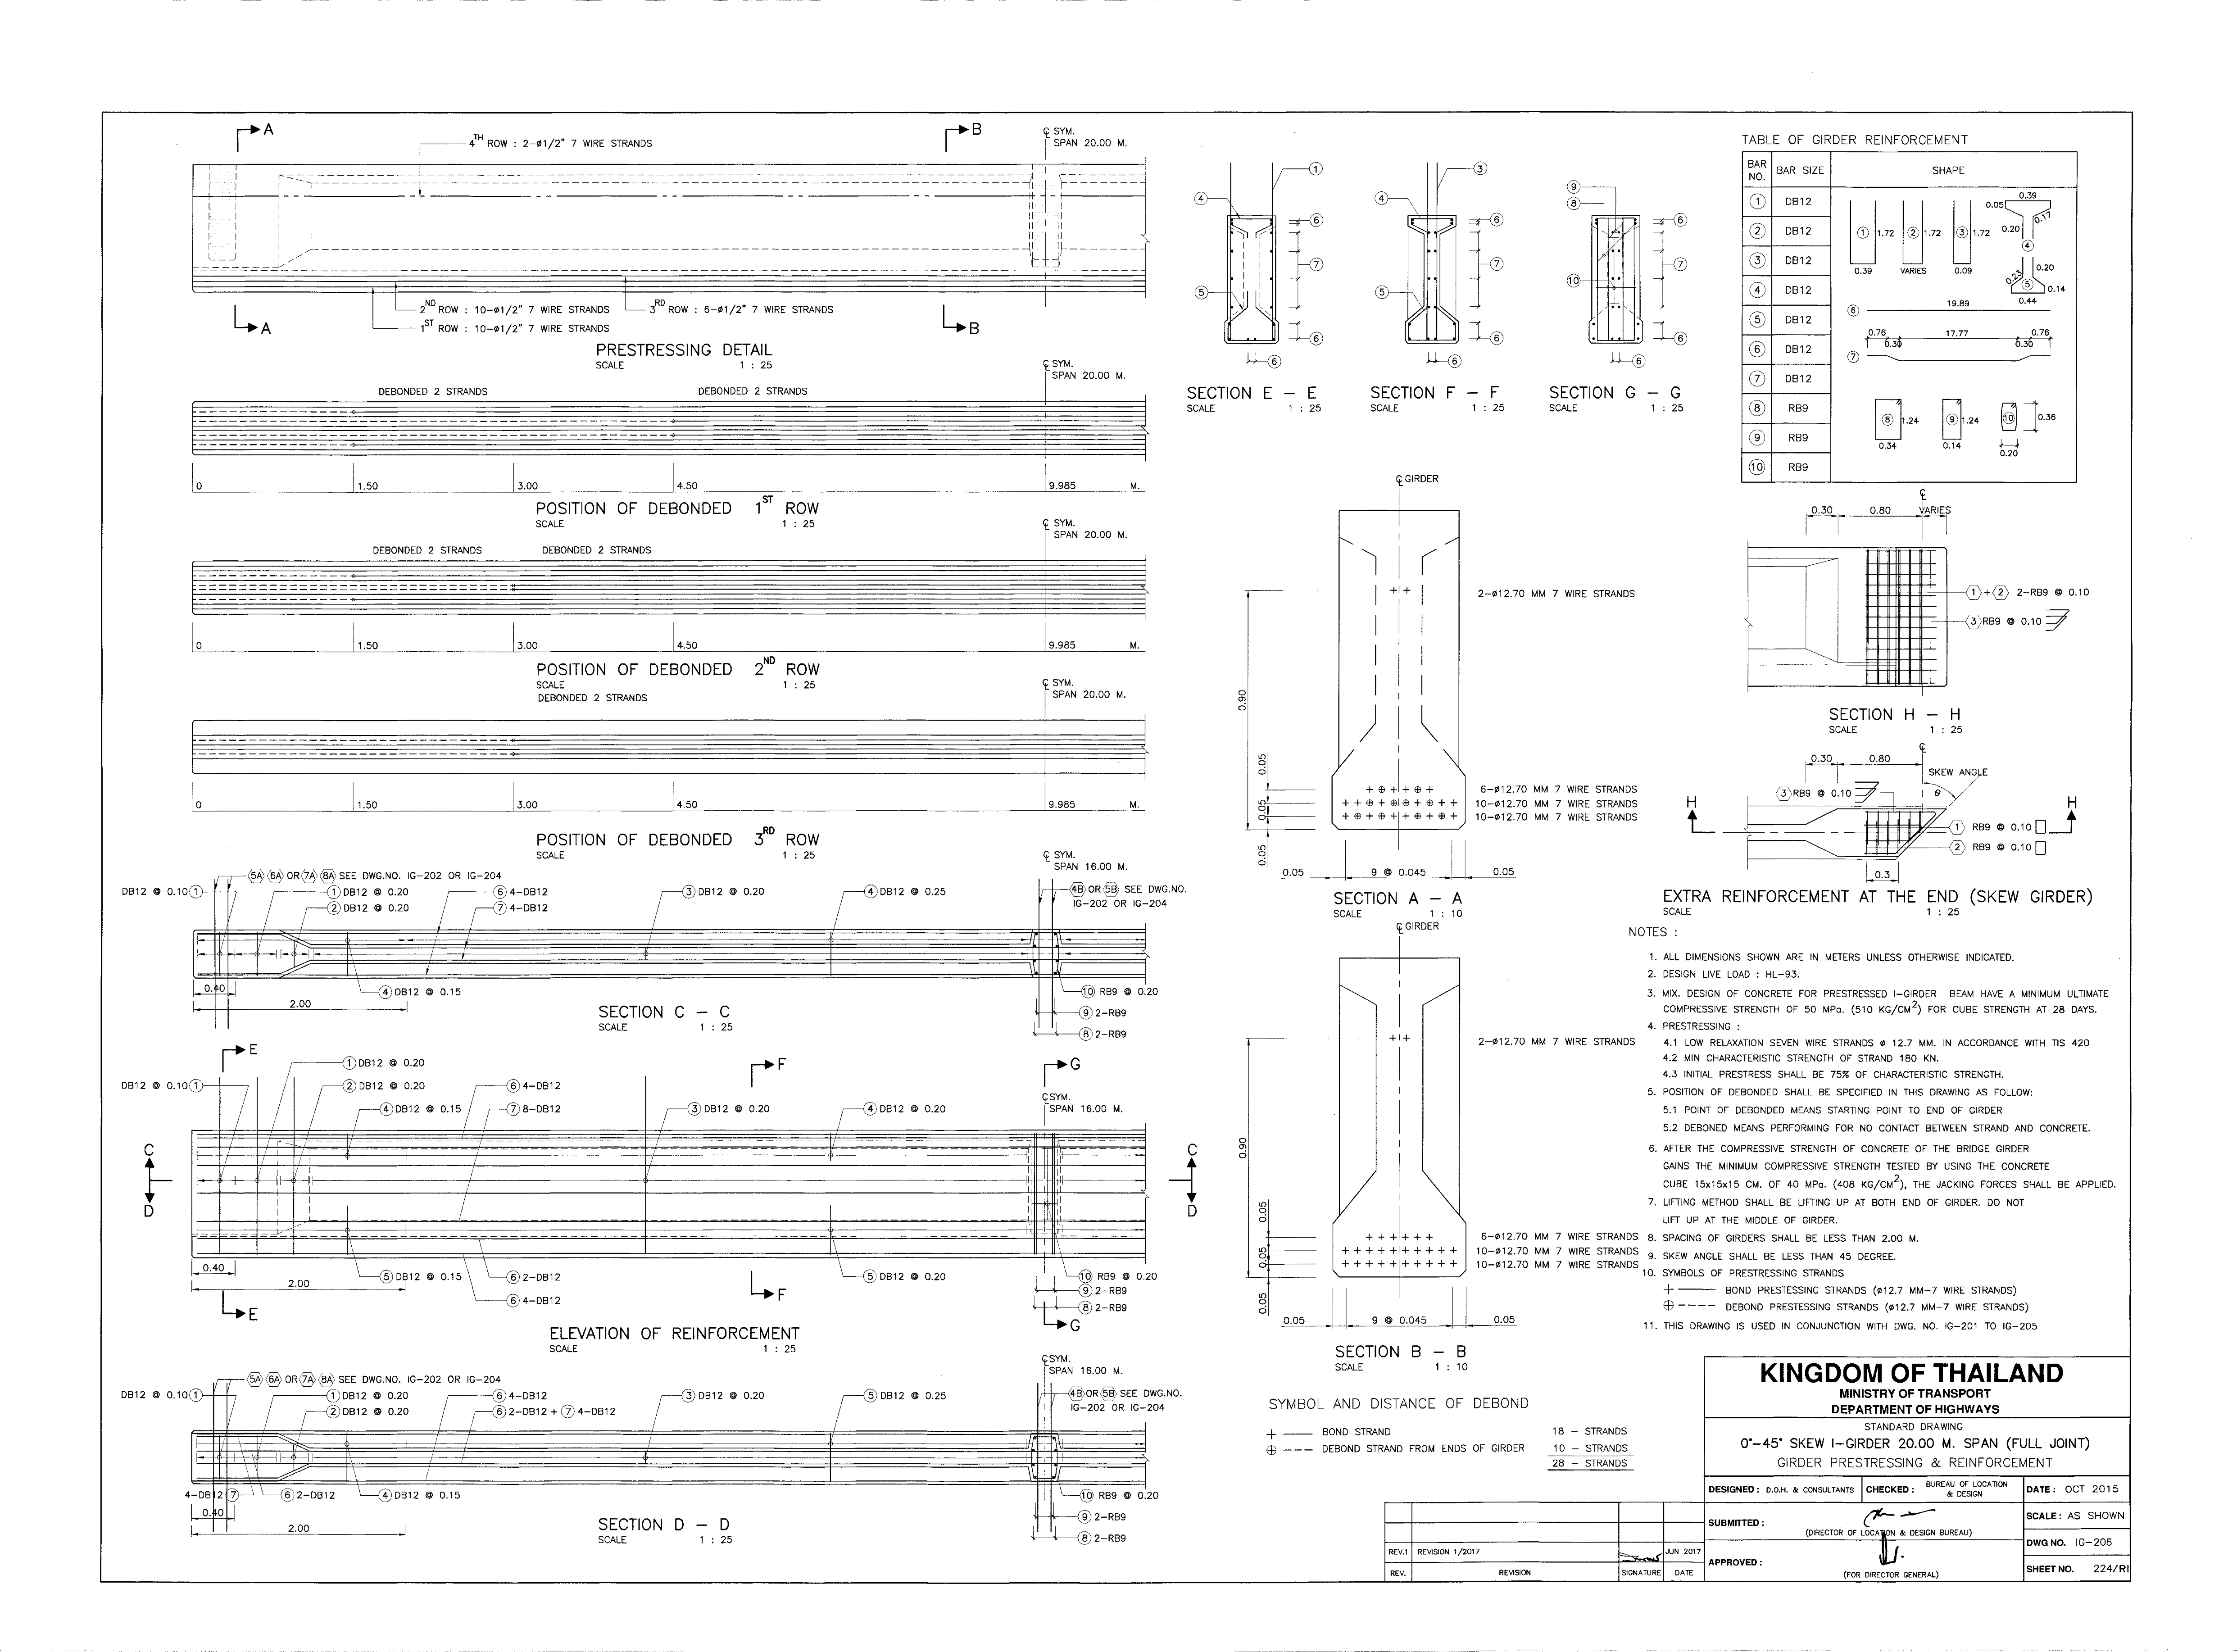 A
B
4TH ROW : 2-ø1/2" 7 WIRE STRANDS
℄ SYM.
SPAN 20.00 M.
2ND ROW : 10-ø1/2" 7 WIRE STRANDS
3RD ROW : 6-ø1/2" 7 WIRE STRANDS
1ST ROW : 10-ø1/2" 7 WIRE STRANDS
A
B
PRESTRESSING DETAIL
SCALE 1 : 25
℄ SYM.
SPAN 20.00 M.
DEBONDED 2 STRANDS
DEBONDED 2 STRANDS
0 1.50 3.00 4.50 9.985 M.
POSITION OF DEBONDED 1ST ROW
SCALE 1 : 25
℄ SYM.
SPAN 20.00 M.
DEBONDED 2 STRANDS
DEBONDED 2 STRANDS
0 1.50 3.00 4.50 9.985 M.
POSITION OF DEBONDED 2ND ROW
SCALE 1 : 25
DEBONDED 2 STRANDS
℄ SYM.
SPAN 20.00 M.
0 1.50 3.00 4.50 9.985 M.
POSITION OF DEBONDED 3RD ROW
SCALE 1 : 25
℄ SYM.
SPAN 16.00 M.
5A 6A OR 7A 8A SEE DWG.NO. IG-202 OR IG-204
DB12 @ 0.10 1
1 DB12 @ 0.20
6 4-DB12
3 DB12 @ 0.20
4 DB12 @ 0.25
4B OR 5B SEE DWG.NO.
IG-202 OR IG-204
2 DB12 @ 0.20
7 4-DB12
0.40
4 DB12 @ 0.15
10 RB9 @ 0.20
2.00
9 2-RB9
8 2-RB9
SECTION C - C
SCALE 1 : 25
E
F
G
1 DB12 @ 0.20
DB12 @ 0.10 1
2 DB12 @ 0.20
6 4-DB12
℄ SYM.
SPAN 16.00 M.
4 DB12 @ 0.15
7 8-DB12
3 DB12 @ 0.20
4 DB12 @ 0.20
C
D
C
D
0.40
2.00
5 DB12 @ 0.15
6 2-DB12
6 4-DB12
5 DB12 @ 0.20
10 RB9 @ 0.20
9 2-RB9
8 2-RB9
E
F
G
ELEVATION OF REINFORCEMENT
SCALE 1 : 25
℄ SYM.
SPAN 16.00 M.
5A 6A OR 7A 8A SEE DWG.NO. IG-202 OR IG-204
DB12 @ 0.10 1
1 DB12 @ 0.20
6 4-DB12
3 DB12 @ 0.20
5 DB12 @ 0.25
4B OR 5B SEE DWG.NO.
IG-202 OR IG-204
2 DB12 @ 0.20
6 2-DB12 + 7 4-DB12
4-DB12 7
6 2-DB12
4 DB12 @ 0.15
10 RB9 @ 0.20
0.40
2.00
9 2-RB9
8 2-RB9
SECTION D - D
SCALE 1 : 25
1
4
6
7
5
6
6
SECTION E - E
SCALE 1 : 25
3
4
6
7
5
6
6
SECTION F - F
SCALE 1 : 25
9
8
6
7
10
6
6
SECTION G - G
SCALE 1 : 25
℄ GIRDER
2-ø12.70 MM 7 WIRE STRANDS
0.90
0.05
0.05
0.05
6-ø12.70 MM 7 WIRE STRANDS
10-ø12.70 MM 7 WIRE STRANDS
10-ø12.70 MM 7 WIRE STRANDS
0.05 9 @ 0.045 0.05
SECTION A - A
SCALE 1 : 10
℄ GIRDER
2-ø12.70 MM 7 WIRE STRANDS
0.90
0.05
0.05
0.05
6-ø12.70 MM 7 WIRE STRANDS
10-ø12.70 MM 7 WIRE STRANDS
10-ø12.70 MM 7 WIRE STRANDS
0.05 9 @ 0.045 0.05
SECTION B - B
SCALE 1 : 10
SYMBOL AND DISTANCE OF DEBOND
+ BOND STRAND 18 - STRANDS
⊕ DEBOND STRAND FROM ENDS OF GIRDER 10 - STRANDS
28 - STRANDS
TABLE OF GIRDER REINFORCEMENT
BAR NO. BAR SIZE SHAPE
1 DB12
2 DB12
3 DB12
4 DB12
5 DB12
6 DB12
7 DB12
8 RB9
9 RB9
10 RB9
1 1.72 0.39
2 1.72 VARIES
3 1.72 0.09
0.39
0.05
0.17
0.20
4
0.20
0.23
5
0.14
0.44
6 19.89
7 0.76 0.30 17.77 0.30 0.76
8 1.24 0.34
9 1.24 0.14
10 0.36 0.20
℄
0.30 0.80 VARIES
1 + 2 2-RB9 @ 0.10
3 RB9 @ 0.10
SECTION H - H
SCALE 1 : 25
℄
0.30 0.80
SKEW ANGLE
θ
3 RB9 @ 0.10
H
H
1 RB9 @ 0.10
2 RB9 @ 0.10
0.3
EXTRA REINFORCEMENT AT THE END (SKEW GIRDER)
SCALE 1 : 25
NOTES :
1. ALL DIMENSIONS SHOWN ARE IN METERS UNLESS OTHERWISE INDICATED.
2. DESIGN LIVE LOAD : HL-93.
3. MIX. DESIGN OF CONCRETE FOR PRESTRESSED I-GIRDER BEAM HAVE A MINIMUM ULTIMATE
COMPRESSIVE STRENGTH OF 50 MPa. (510 KG/CM2) FOR CUBE STRENGTH AT 28 DAYS.
4. PRESTRESSING :
4.1 LOW RELAXATION SEVEN WIRE STRANDS ø 12.7 MM. IN ACCORDANCE WITH TIS 420
4.2 MIN CHARACTERISTIC STRENGTH OF STRAND 180 KN.
4.3 INITIAL PRESTRESS SHALL BE 75% OF CHARACTERISTIC STRENGTH.
5. POSITION OF DEBONDED SHALL BE SPECIFIED IN THIS DRAWING AS FOLLOW:
5.1 POINT OF DEBONDED MEANS STARTING POINT TO END OF GIRDER
5.2 DEBONED MEANS PERFORMING FOR NO CONTACT BETWEEN STRAND AND CONCRETE.
6. AFTER THE COMPRESSIVE STRENGTH OF CONCRETE OF THE BRIDGE GIRDER
GAINS THE MINIMUM COMPRESSIVE STRENGTH TESTED BY USING THE CONCRETE
CUBE 15x15x15 CM. OF 40 MPa. (408 KG/CM2), THE JACKING FORCES SHALL BE APPLIED.
7. LIFTING METHOD SHALL BE LIFTING UP AT BOTH END OF GIRDER. DO NOT
LIFT UP AT THE MIDDLE OF GIRDER.
8. SPACING OF GIRDERS SHALL BE LESS THAN 2.00 M.
9. SKEW ANGLE SHALL BE LESS THAN 45 DEGREE.
10. SYMBOLS OF PRESTRESSING STRANDS
+ BOND PRESTESSING STRANDS (ø12.7 MM-7 WIRE STRANDS)
⊕ DEBOND PRESTESSING STRANDS (ø12.7 MM-7 WIRE STRANDS)
11. THIS DRAWING IS USED IN CONJUNCTION WITH DWG. NO. IG-201 TO IG-205
KINGDOM OF THAILAND
MINISTRY OF TRANSPORT
DEPARTMENT OF HIGHWAYS
STANDARD DRAWING
0°-45° SKEW I-GIRDER 20.00 M. SPAN (FULL JOINT)
GIRDER PRESTRESSING & REINFORCEMENT
DESIGNED : D.O.H. & CONSULTANTS
CHECKED : BUREAU OF LOCATION & DESIGN
DATE : OCT 2015
SUBMITTED :
(DIRECTOR OF LOCATION & DESIGN BUREAU)
SCALE : AS SHOWN
DWG NO. IG-206
APPROVED :
(FOR DIRECTOR GENERAL)
SHEET NO. 224/R1
REV.1 REVISION 1/2017 JUN 2017
REV. REVISION SIGNATURE DATE